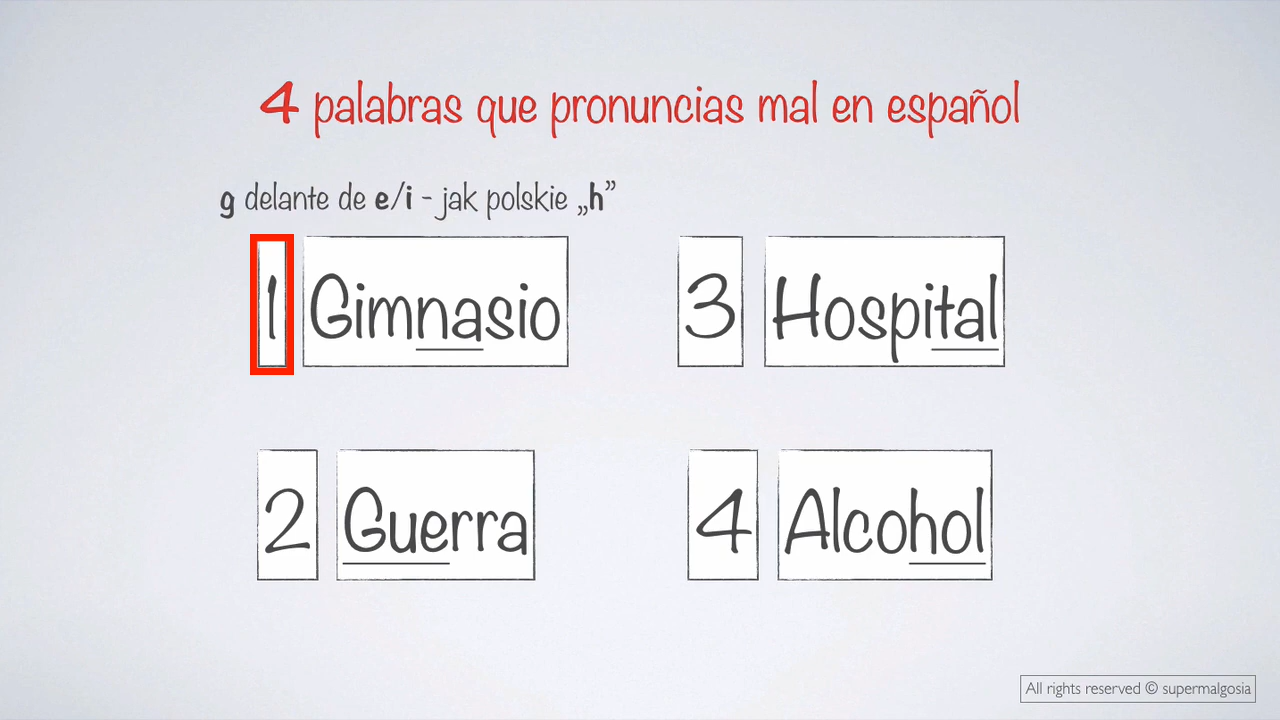 4 palabras que pronuncias mal en español
g delante de e/i - jak polskie „h”
1 Gimnasio
3 Hospital
2 Guerra
4 Alcohol
All rights reserved © supermalgosia